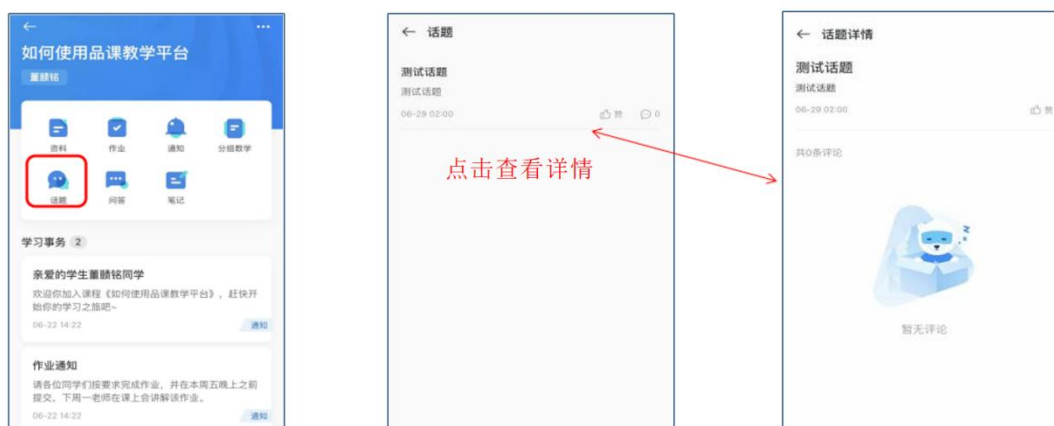 如何使用品课教学平台
董颐铭
资料
作业
通知
分组教学
话题
问答
笔记
学习事务 2
亲爱的学生董颐铭同学
欢迎你加入课程《如何使用品课教学平台》，赶快开
始你的学习之旅吧~
06-22 14:22
通知
作业通知
请各位同学们按要求完成作业，并在本周五晚上之前
提交。下周一老师在课上会讲解该作业。
06-22 14:22
通知
话题
测试话题
测试话题
06-29 02:00
赞
0
点击查看详情
话题详情
测试话题
测试话题
06-29 02:00
赞
共0条评论
暂无评论